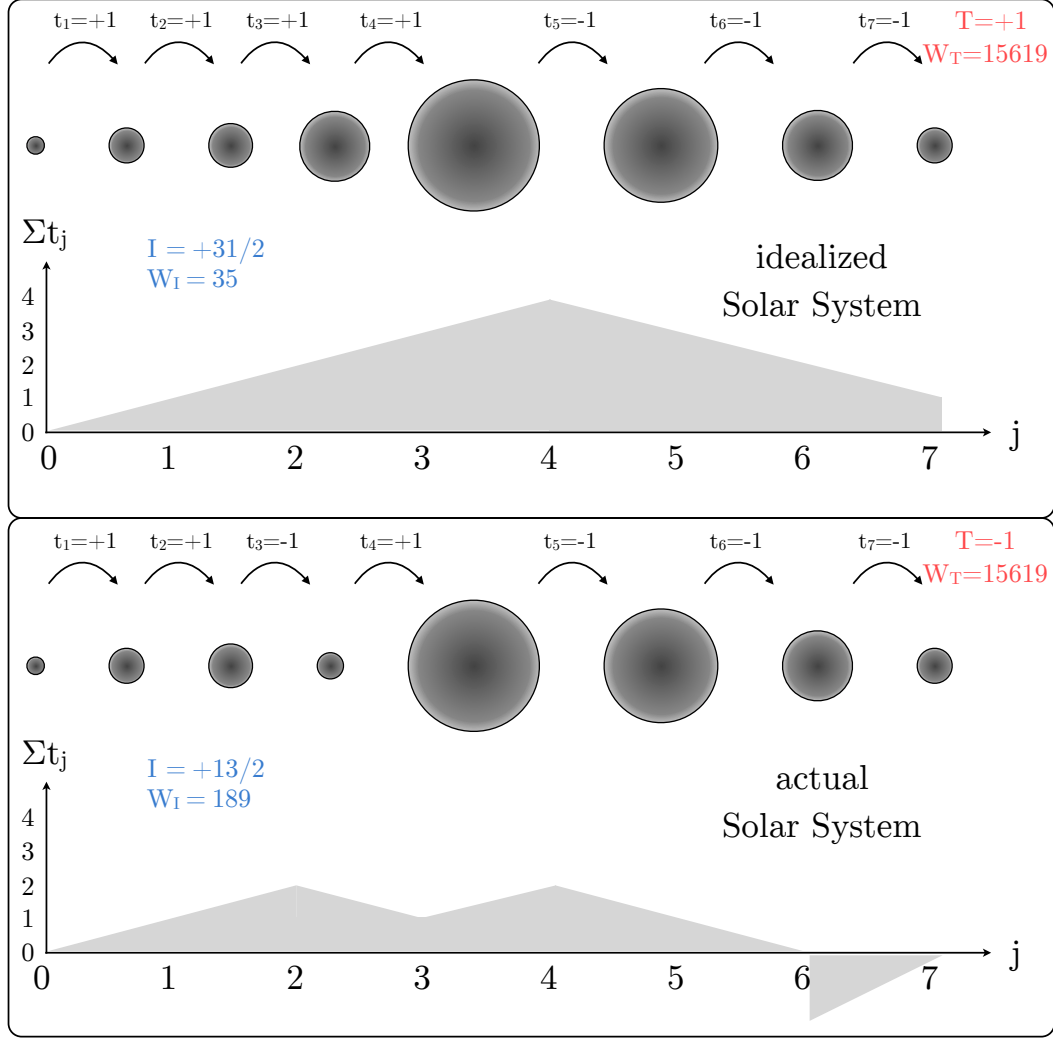 t₁=+1 t₂=+1 t₃=+1 t₄=+1 t₅=-1 t₆=-1 t₇=-1 T=+1
W_T=15619
Σt_j
I = +31/2
W_I = 35
idealized
Solar System
4
3
2
1
0
0 1 2 3 4 5 6 7 j
t₁=+1 t₂=+1 t₃=-1 t₄=+1 t₅=-1 t₆=-1 t₇=-1 T=-1
W_T=15619
Σt_j
I = +13/2
W_I = 189
actual
Solar System
4
3
2
1
0
0 1 2 3 4 5 6 7 j